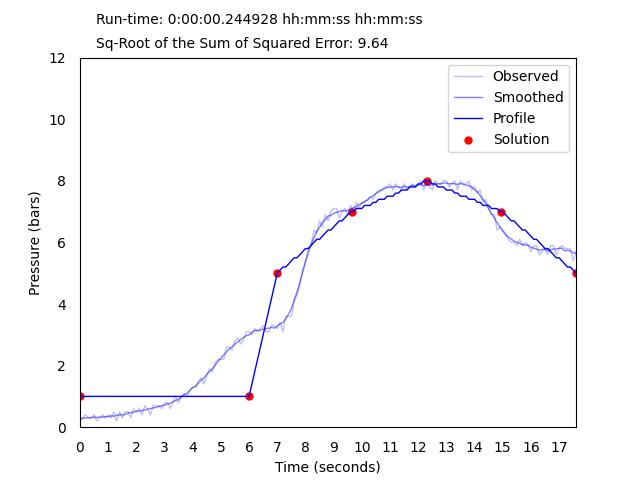 Run-time: 0:00:00.244928 hh:mm:ss hh:mm:ss
Sq-Root of the Sum of Squared Error: 9.64
12
10
8
6
4
2
0
Pressure (bars)
Observed
Smoothed
Profile
Solution
0 1 2 3 4 5 6 7 8 9 10 11 12 13 14 15 16 17
Time (seconds)